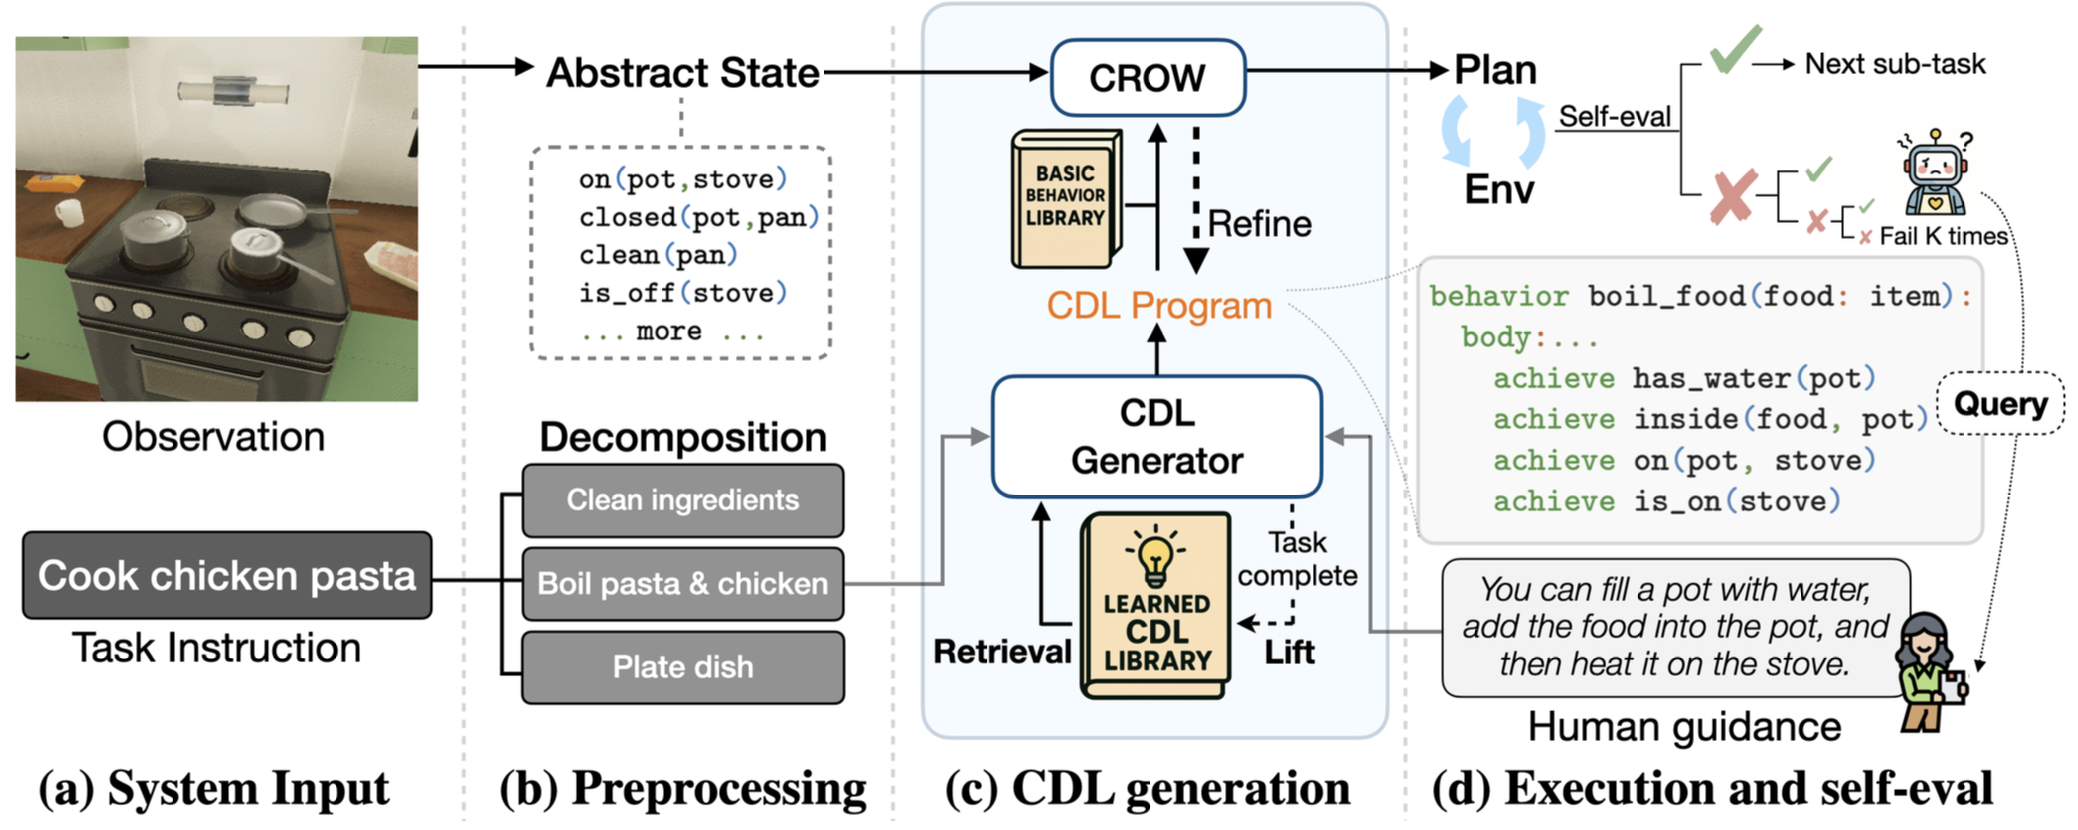 Observation
Cook chicken pasta
Task Instruction
(a) System Input
Abstract State
on(pot,stove)
closed(pot,pan)
clean(pan)
is_off(stove)
... more ...
Decomposition
Clean ingredients
Boil pasta & chicken
Plate dish
(b) Preprocessing
CROW
BASIC
BEHAVIOR
LIBRARY
Refine
CDL Program
CDL
Generator
Task
complete
LEARNED
CDL
LIBRARY
Retrieval
Lift
(c) CDL generation
Plan
Env
Self-eval
Next sub-task
?
Fail K times
behavior boil_food(food: item):
body:...
achieve has_water(pot)
achieve inside(food, pot)
achieve on(pot, stove)
achieve is_on(stove)
Query
You can fill a pot with water,
add the food into the pot, and
then heat it on the stove.
Human guidance
(d) Execution and self-eval